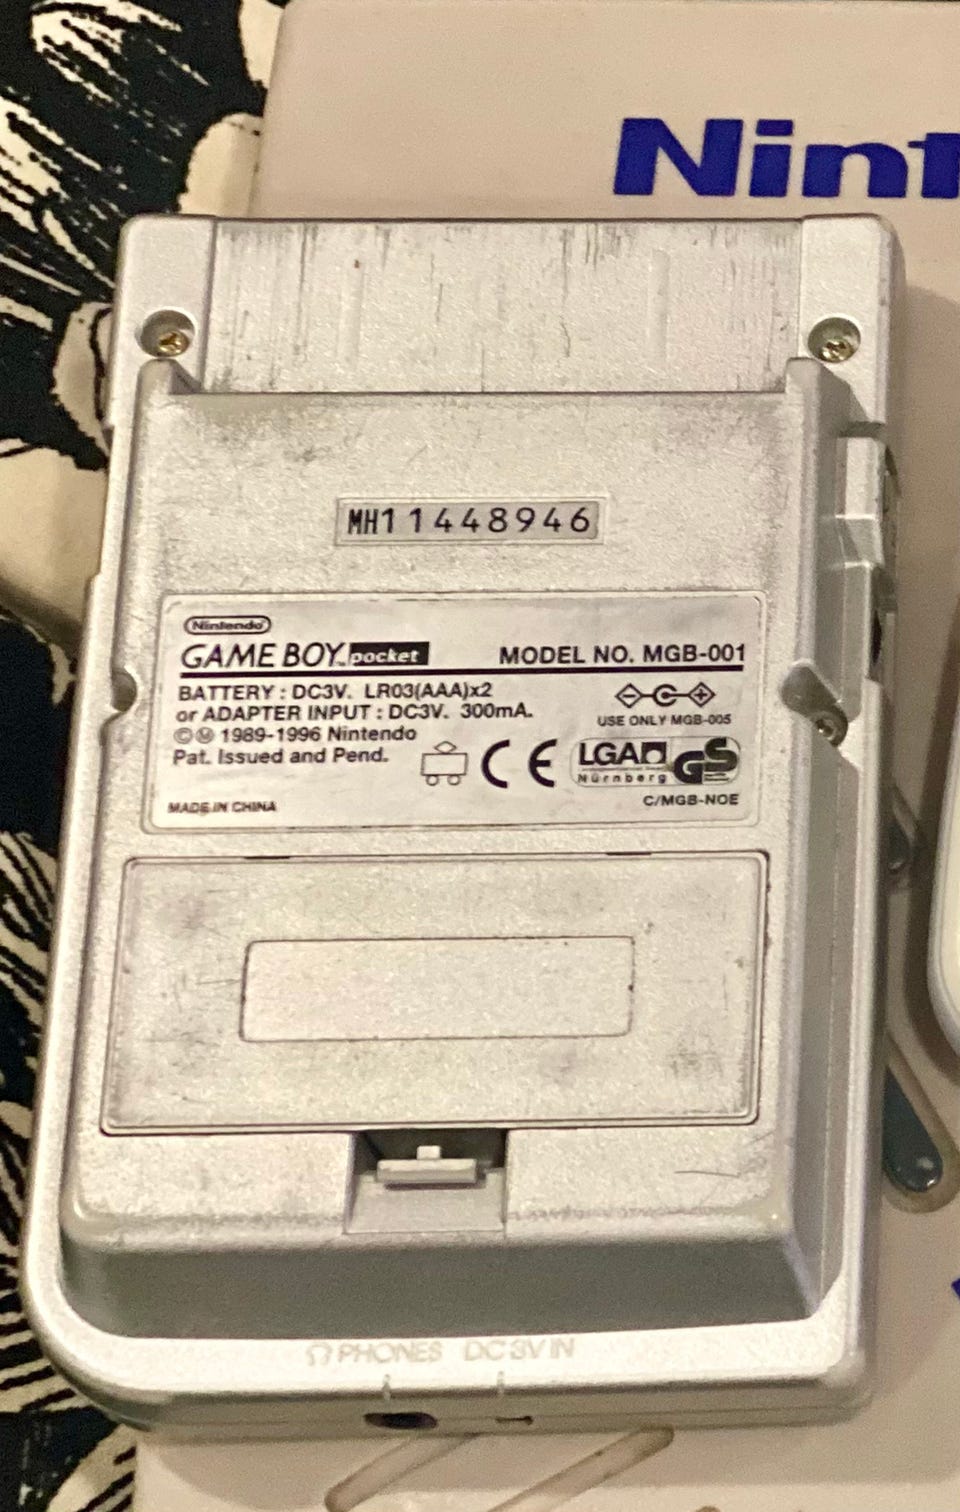 Nint
MH11448946
Nintendo
GAME BOY™ pocket MODEL NO. MGB-001
BATTERY : DC3V. LR03(AAA)x2
or ADAPTER INPUT : DC3V. 300mA.
USE ONLY MGB-005
©Ⓜ 1989-1996 Nintendo
Pat. Issued and Pend.
CE
LGA
Nürnberg
GS
MADE IN CHINA
C/MGB-NOE
PHONES DC3V IN